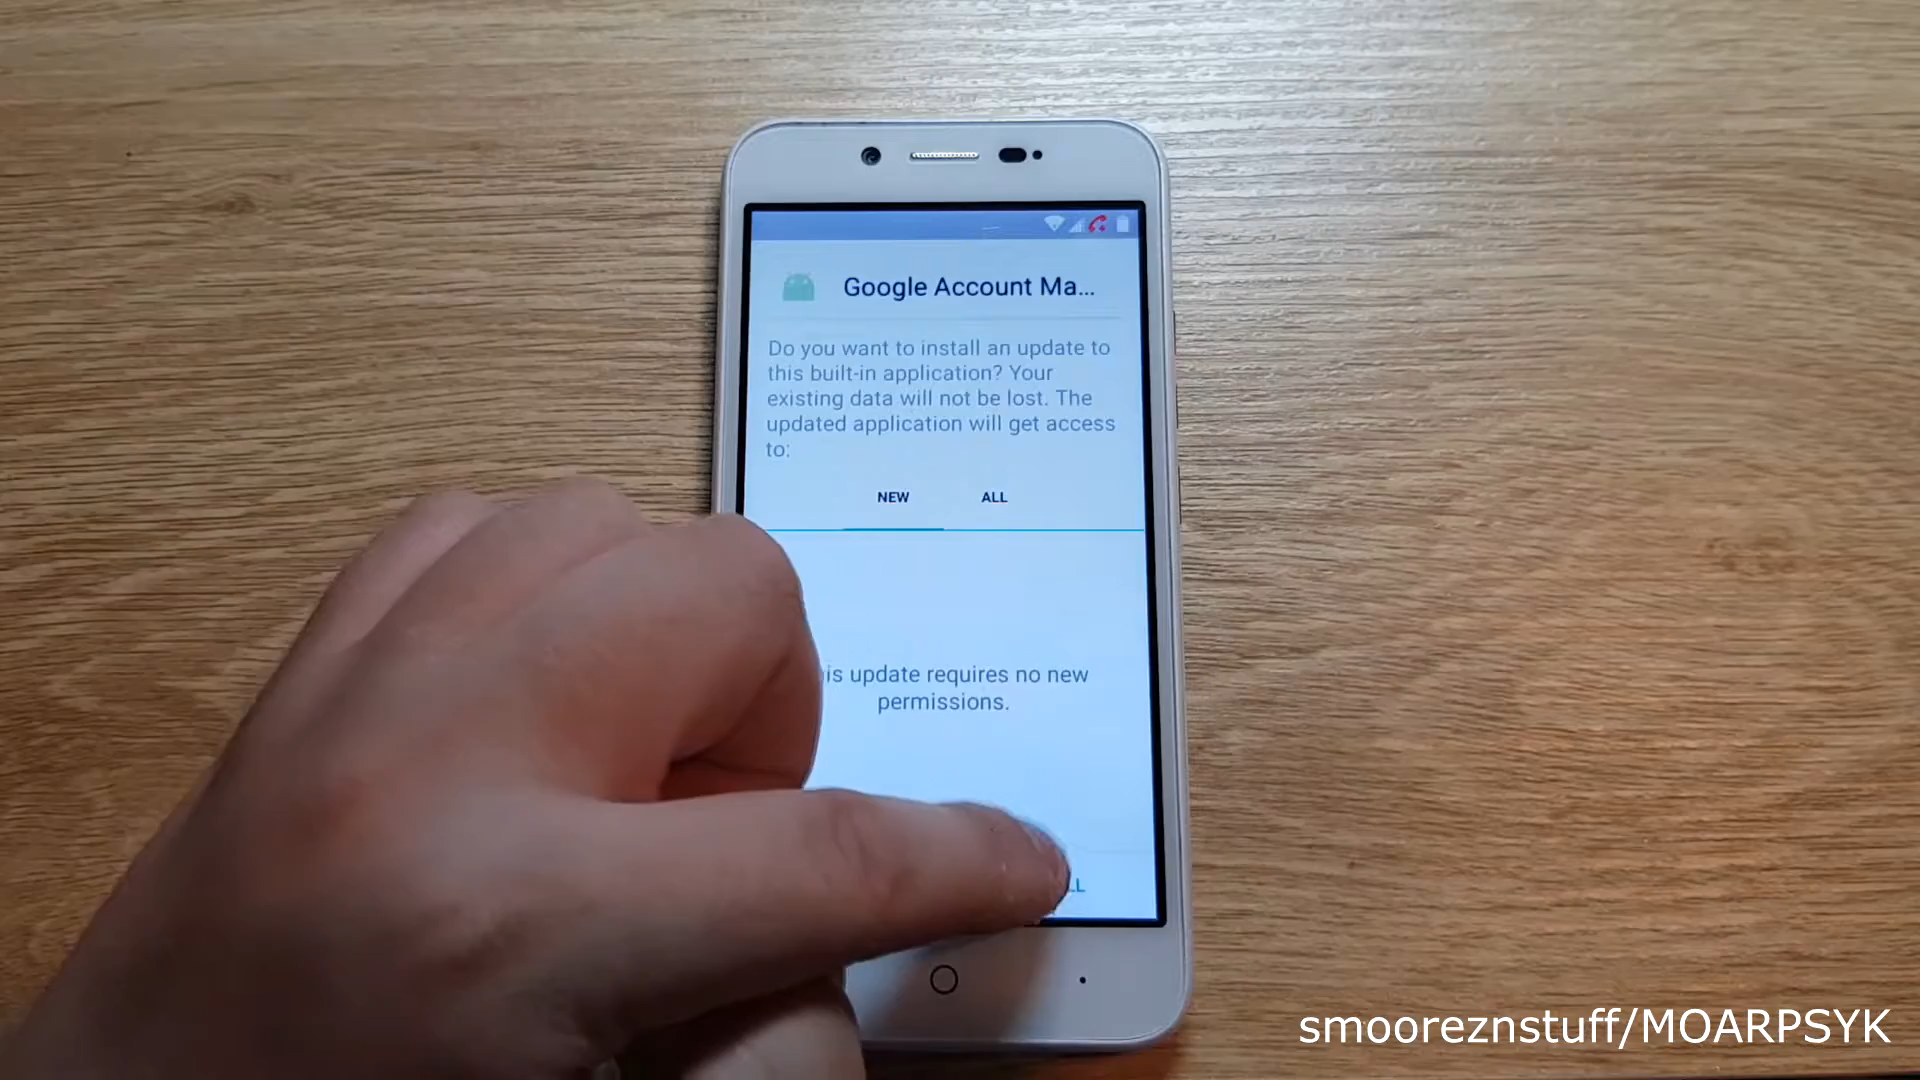 Google Account Ma...
Do you want to install an update to
this built-in application? Your
existing data will not be lost. The
updated application will get access
to:
NEW ALL
update requires no new
permissions.
smooreznstuff/MOARPSYK